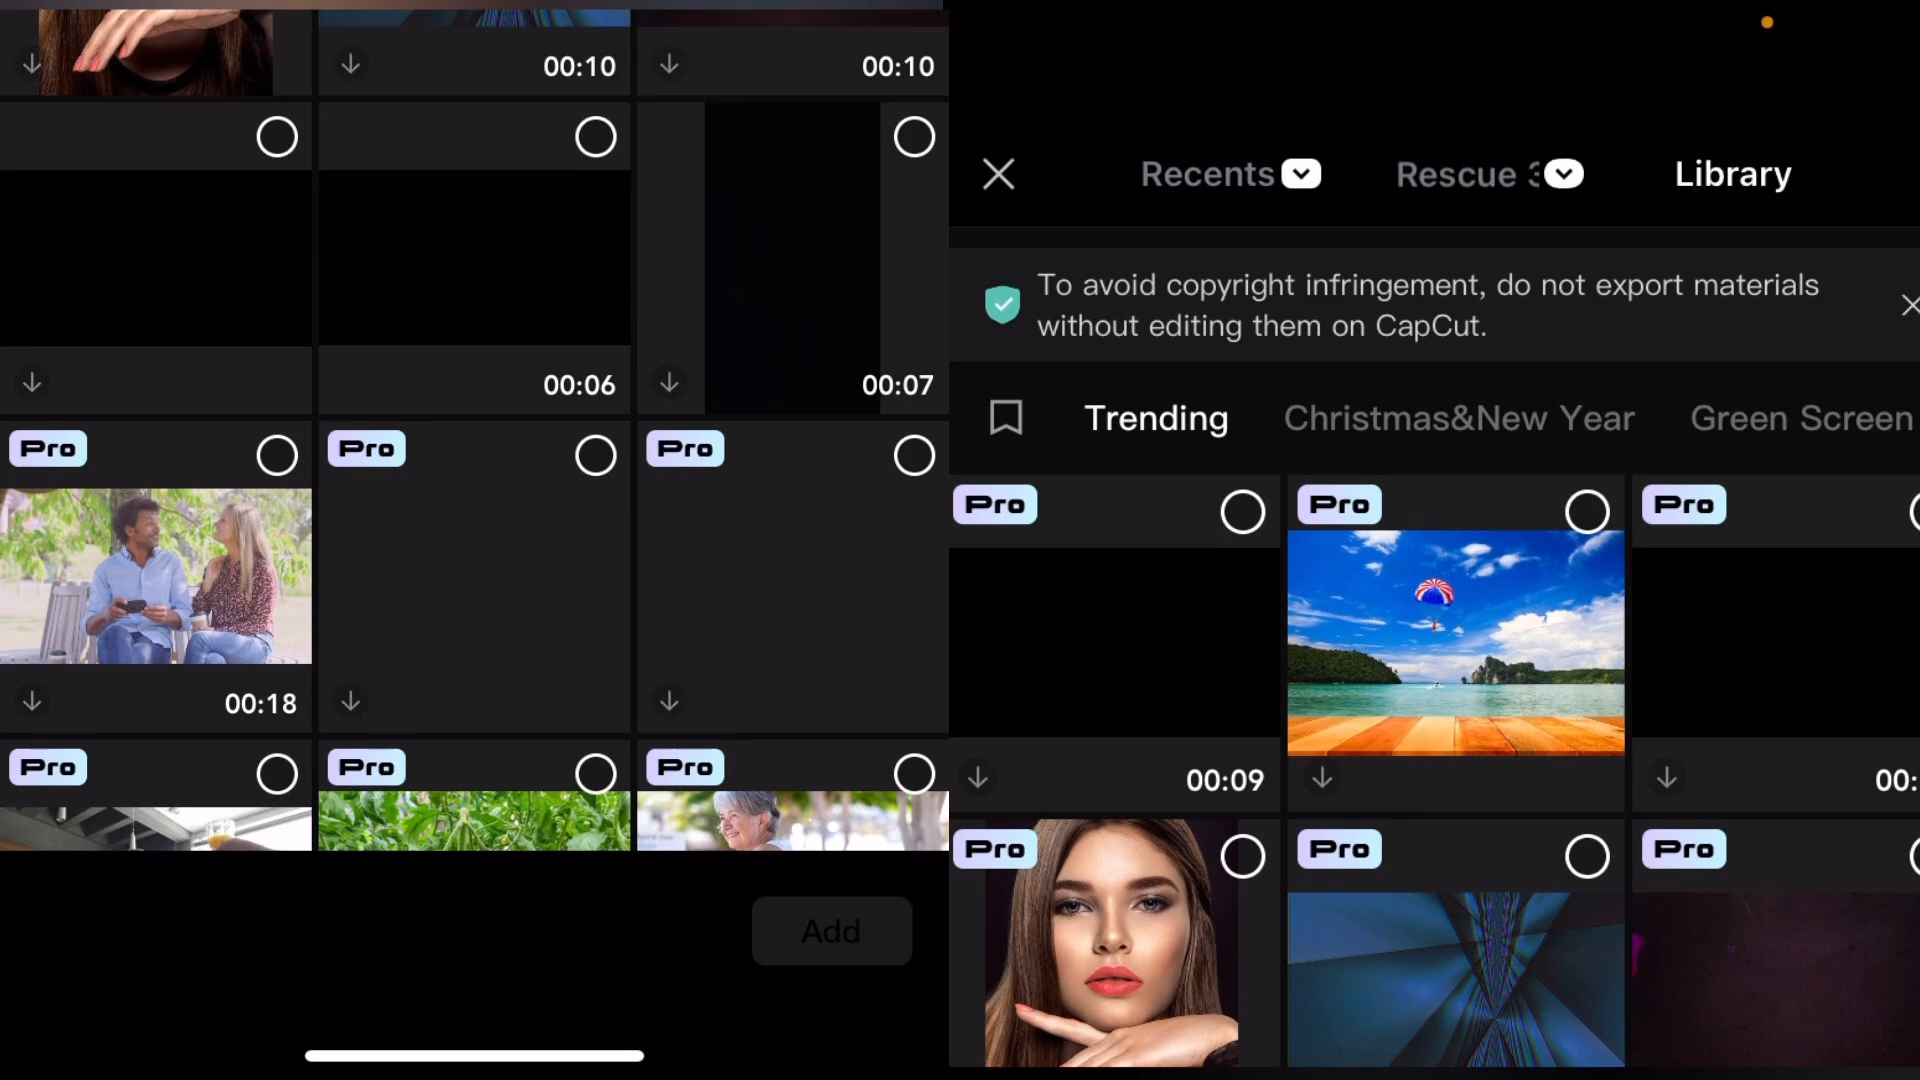 00:10
00:10
00:06
00:07
Pro
Pro
Pro
00:18
Pro
Pro
Pro
Add
Recents
Rescue 3
Library
To avoid copyright infringement, do not export materials
without editing them on CapCut.
Trending
Christmas&New Year
Green Screen
Pro
Pro
Pro
00:09
00:
Pro
Pro
Pro